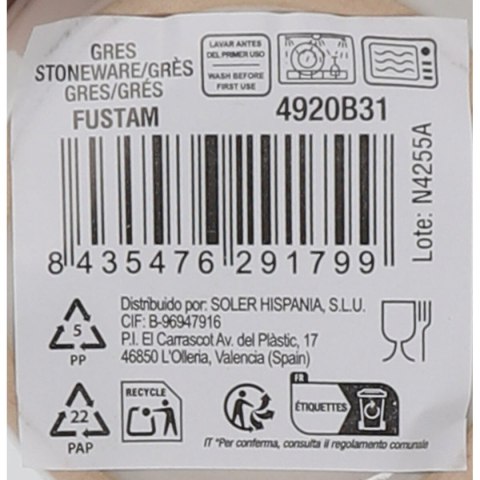 GRES
STONEWARE/GRÈS
GRES/GRÉS
FUSTAM
LAVAR ANTES
DEL PRIMER USO
WASH BEFORE
FIRST USE
4920B31
Lote: N4255A
8 435476 291799
Distribuido por: SOLER HISPANIA, S.L.U.
CIF: B-96947916
P.I. El Carrascot Av. del Plàstic, 17
46850 L'Olleria, Valencia (Spain)
5
PP
22
PAP
RECYCLE
FR
ÉTIQUETTES
IT *Per conferma, consulta il regolamento comunale